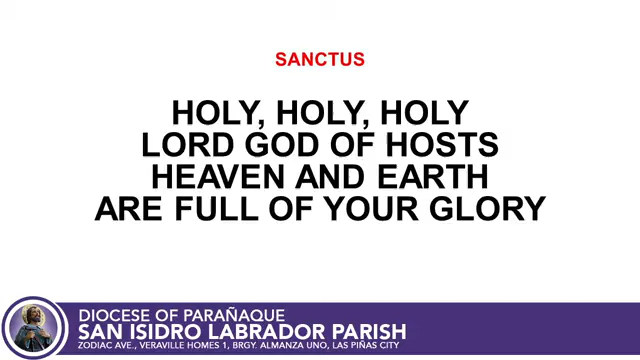 SANCTUS
HOLY, HOLY, HOLY
LORD GOD OF HOSTS
HEAVEN AND EARTH
ARE FULL OF YOUR GLORY
DIOCESE OF PARAÑAQUE
SAN ISIDRO LABRADOR PARISH
ZODIAC AVE., VERAVILLE HOMES 1, BRGY. ALMANZA UNO, LAS PIÑAS CITY